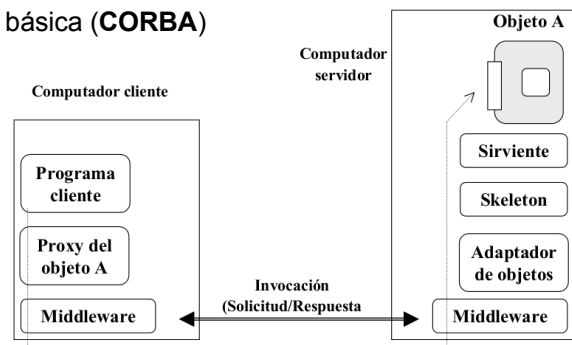 básica (CORBA)
Objeto A
Computador
servidor
Computador cliente
Sirviente
Programa
cliente
Skeleton
Proxy del
objeto A
Adaptador
de objetos
Invocación
(Solicitud/Respuesta
Middleware
Middleware